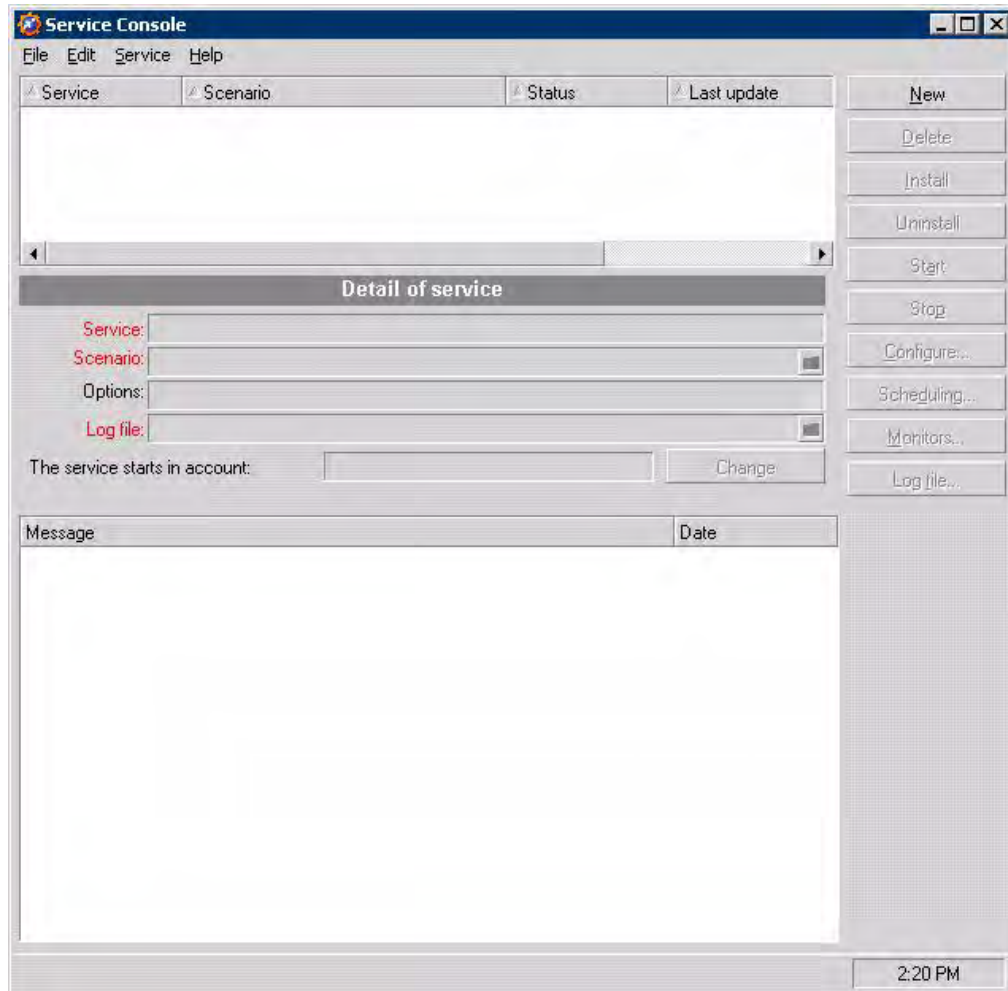 Service Console
File Edit Service Help
Service Scenario Status Last update
New
Delete
Install
Uninstall
Start
Stop
Configure...
Scheduling...
Monitors...
Log file...
Detail of service
Service:
Scenario:
Options:
Log file:
The service starts in account: Change
Message Date
2:20 PM